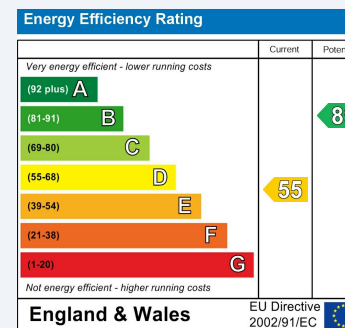 Energy Efficiency Rating
Current
Very energy efficient - lower running costs
(92 plus) A
(81-91) B
(69-80) C
(55-68) D
55
(39-54) E
(21-38) F
(1-20) G
Not energy efficient - higher running costs
England & Wales
EU Directive
2002/91/EC